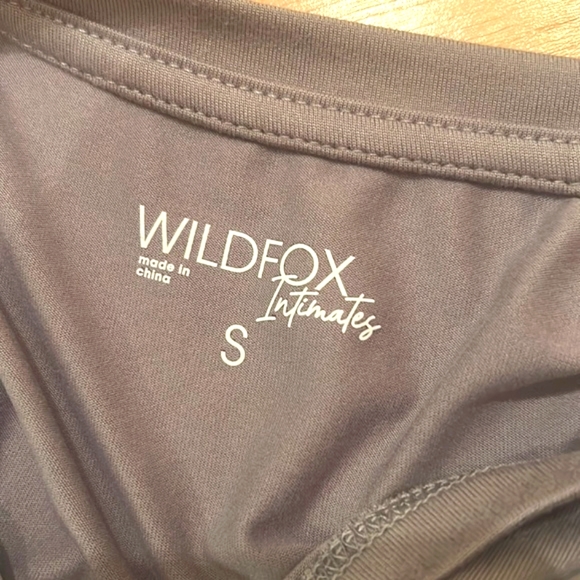 WILDFOX
made in
china
Intimates
S